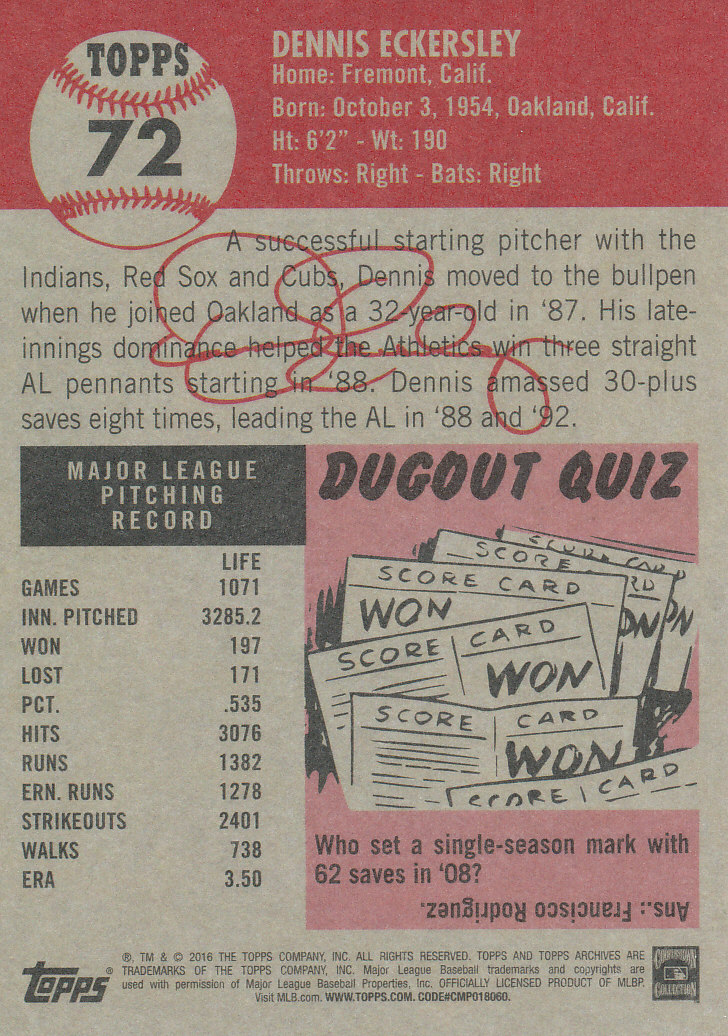 TOPPS
72
DENNIS ECKERSLEY
Home: Fremont, Calif.
Born: October 3, 1954, Oakland, Calif.
Ht: 6'2" - Wt: 190
Throws: Right - Bats: Right
A successful starting pitcher with the
Indians, Red Sox and Cubs, Dennis moved to the bullpen
when he joined Oakland as a 32-year-old in '87. His late-
innings dominance helped the Athletics win three straight
AL pennants starting in '88. Dennis amassed 30-plus
saves eight times, leading the AL in '88 and '92.
MAJOR LEAGUE
PITCHING
RECORD
LIFE
GAMES 1071
INN. PITCHED 3285.2
WON 197
LOST 171
PCT. .535
HITS 3076
RUNS 1382
ERN. RUNS 1278
STRIKEOUTS 2401
WALKS 738
ERA 3.50
DUGOUT QUIZ
SCORE CARD
SCORE CARD
SCORE CARD
WON
WON
WON
SCORE CARD
WON
SCORE CARD
WON
SCORE CARD
Who set a single-season mark with
62 saves in '08?
Ans.: Francisco Rodriguez.
topps®
®, TM & © 2016 THE TOPPS COMPANY, INC. ALL RIGHTS RESERVED. TOPPS AND TOPPS ARCHIVES ARE
TRADEMARKS OF THE TOPPS COMPANY, INC. Major League Baseball trademarks and copyrights are
used with permission of Major League Baseball Properties, Inc. OFFICIALLY LICENSED PRODUCT OF MLBP.
Visit MLB.com. WWW.TOPPS.COM. CODE#CMP018060.
COOPERSTOWN
COLLECTION